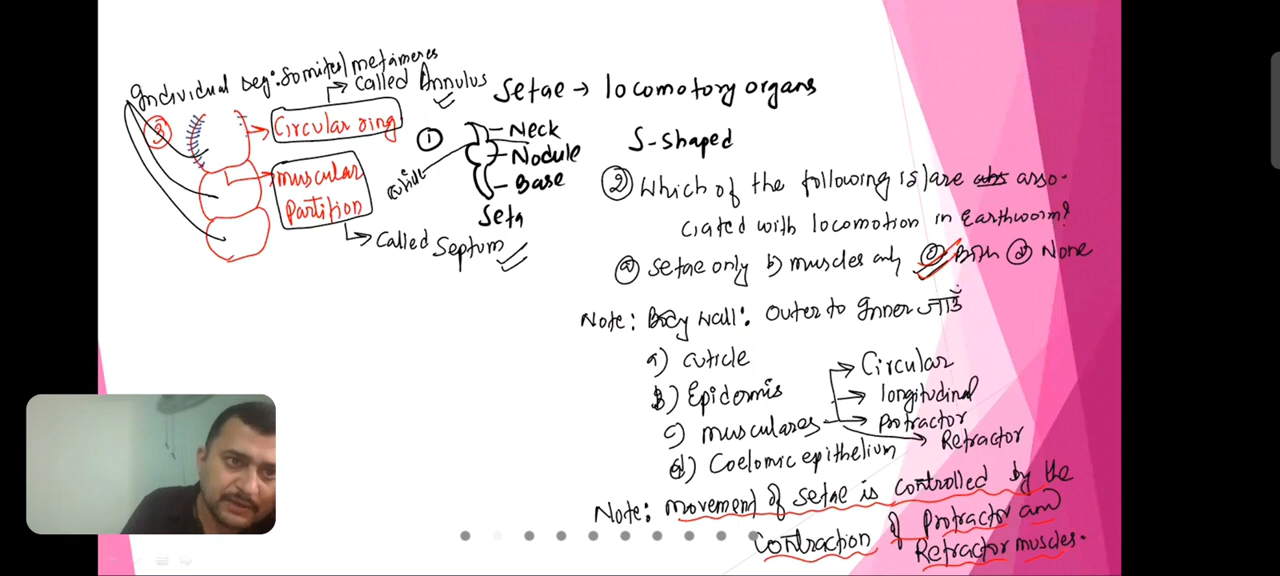 Individual seg: Somites/metameres
Called Annulus
③
Circular ring
muscular
Partition
Called Septum
①
Neck
Nodule
Base
cuticle
Seta
Setae → locomotory organs
S-shaped
② Which of the following is/are asso-
ciated with locomotion in Earthworm?
ⓐ Setae only b) muscles only ⓒ Both ⓓ None
Note: Body wall: Outer to Inner
a) Cuticle
b) Epidermis
c) Musculares
Circular
longitudinal
Protractor
Retractor
d) Coelomic epithelium
Note: Movement of Setae is controlled by the
contraction of Protractor and
Retractor muscles.